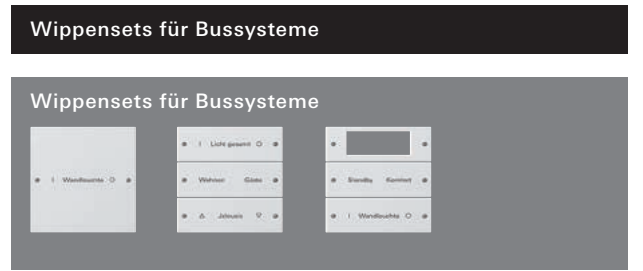 Wippensets für Bussysteme
Wippensets für Bussysteme
I Wandleuchte O
I Licht gesamt O
Wohnen Gäste
△ Jalousie ▽
Standby Komfort
I Wandleuchte O